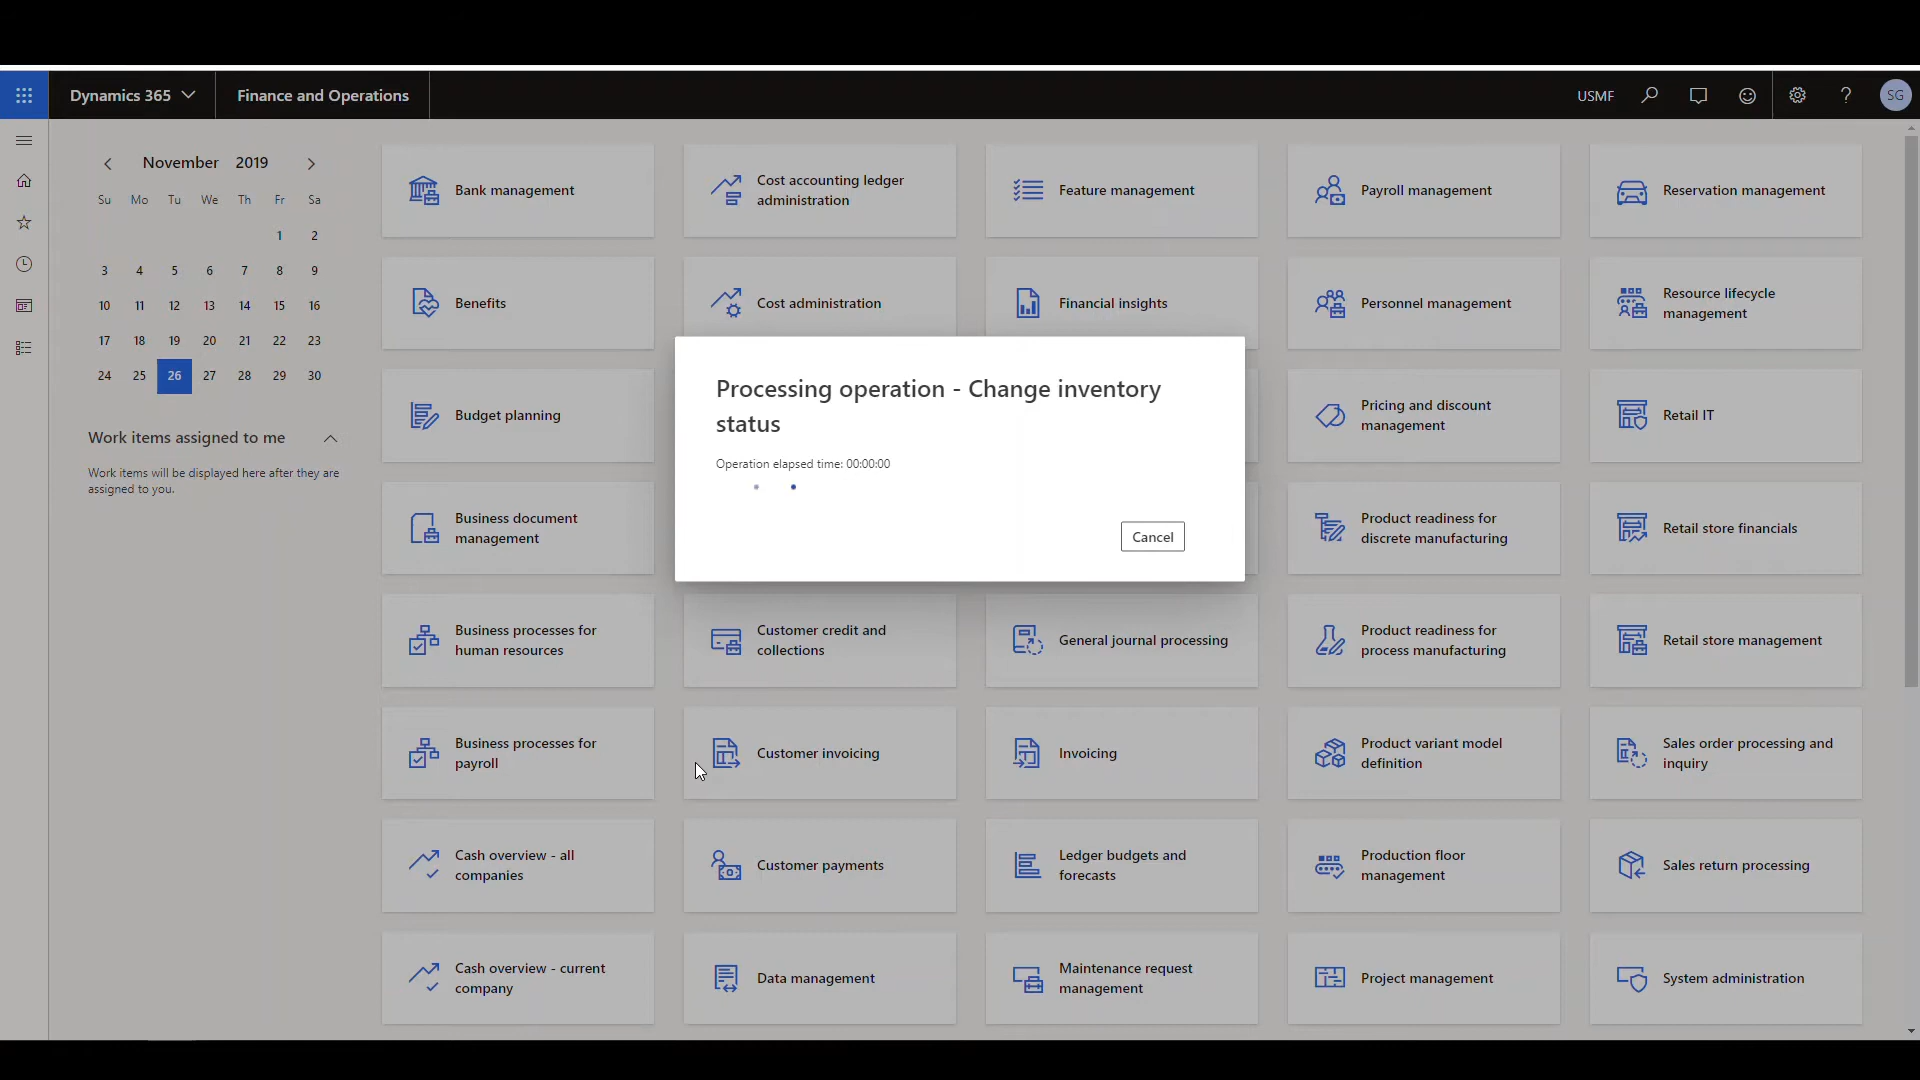 Dynamics 365
Finance and Operations
USMF
?
SG
November 2019
Su Mo Tu We Th Fr Sa
1 2
3 4 5 6 7 8 9
10 11 12 13 14 15 16
17 18 19 20 21 22 23
24 25 26 27 28 29 30
Work items assigned to me
Work items will be displayed here after they are
assigned to you.
Bank management
Cost accounting ledger
administration
Feature management
Payroll management
Reservation management
Benefits
Cost administration
Financial insights
Personnel management
Resource lifecycle
management
Processing operation - Change inventory
status
Operation elapsed time: 00:00:00
Cancel
Budget planning
Pricing and discount
management
Retail IT
Business document
management
Product readiness for
discrete manufacturing
Retail store financials
Business processes for
human resources
Customer credit and
collections
General journal processing
Product readiness for
process manufacturing
Retail store management
Business processes for
payroll
Customer invoicing
Invoicing
Product variant model
definition
Sales order processing and
inquiry
Cash overview - all
companies
Customer payments
Ledger budgets and
forecasts
Production floor
management
Sales return processing
Cash overview - current
company
Data management
Maintenance request
management
Project management
System administration